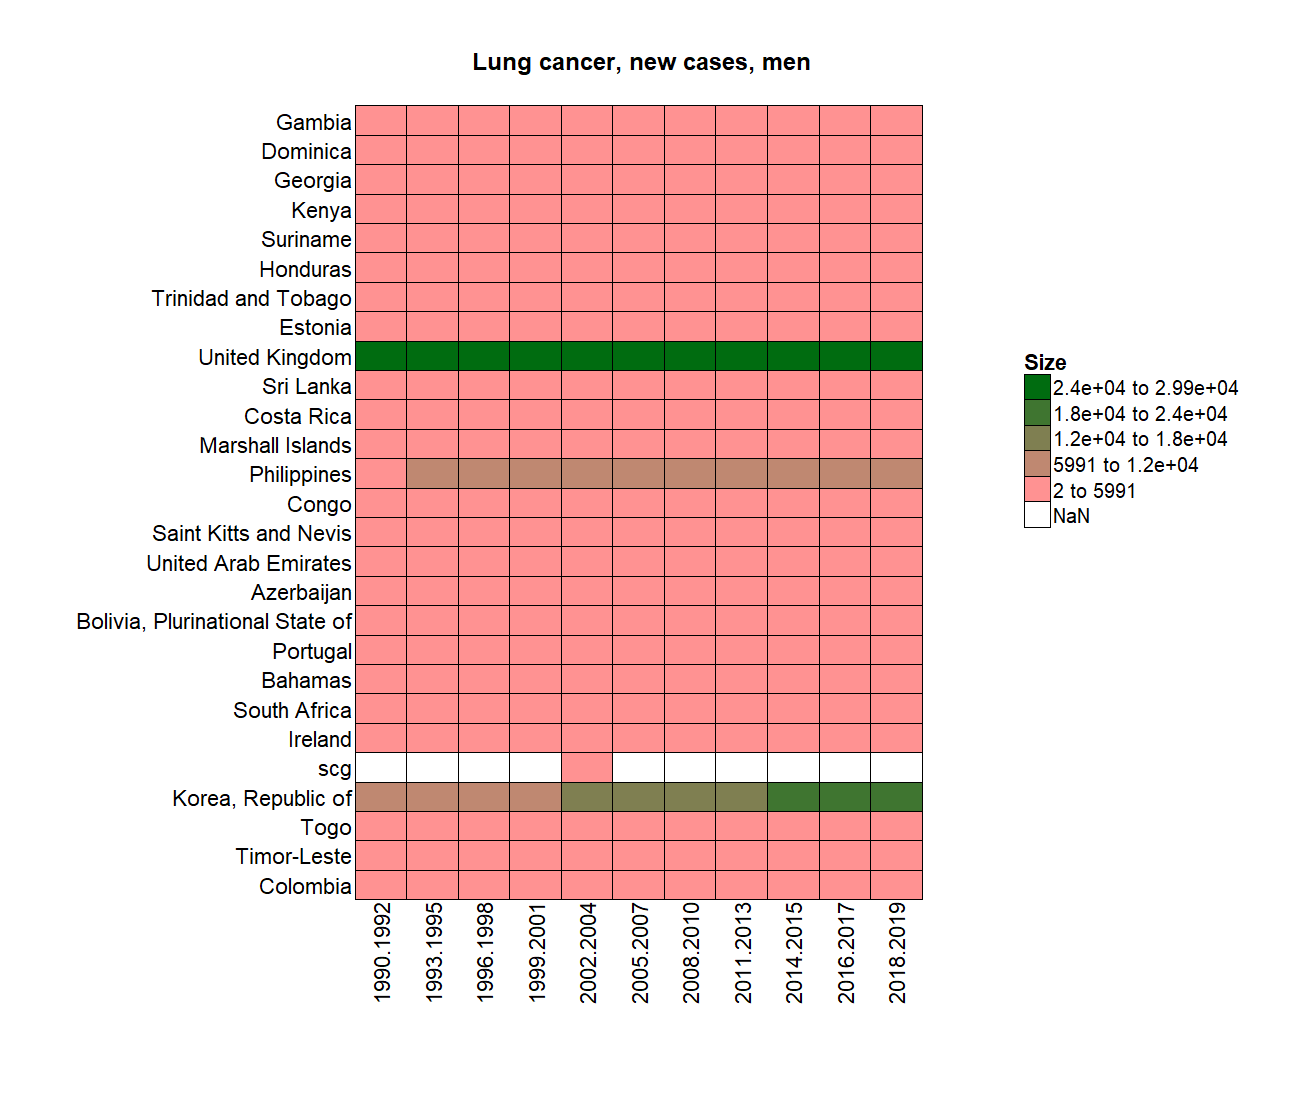 Lung cancer, new cases, men
Gambia
Dominica
Georgia
Kenya
Suriname
Honduras
Trinidad and Tobago
Estonia
United Kingdom
Sri Lanka
Costa Rica
Marshall Islands
Philippines
Congo
Saint Kitts and Nevis
United Arab Emirates
Azerbaijan
Bolivia, Plurinational State of
Portugal
Bahamas
South Africa
Ireland
scg
Korea, Republic of
Togo
Timor-Leste
Colombia
1990.1992
1993.1995
1996.1998
1999.2001
2002.2004
2005.2007
2008.2010
2011.2013
2014.2015
2016.2017
2018.2019
Size
2.4e+04 to 2.99e+04
1.8e+04 to 2.4e+04
1.2e+04 to 1.8e+04
5991 to 1.2e+04
2 to 5991
NaN